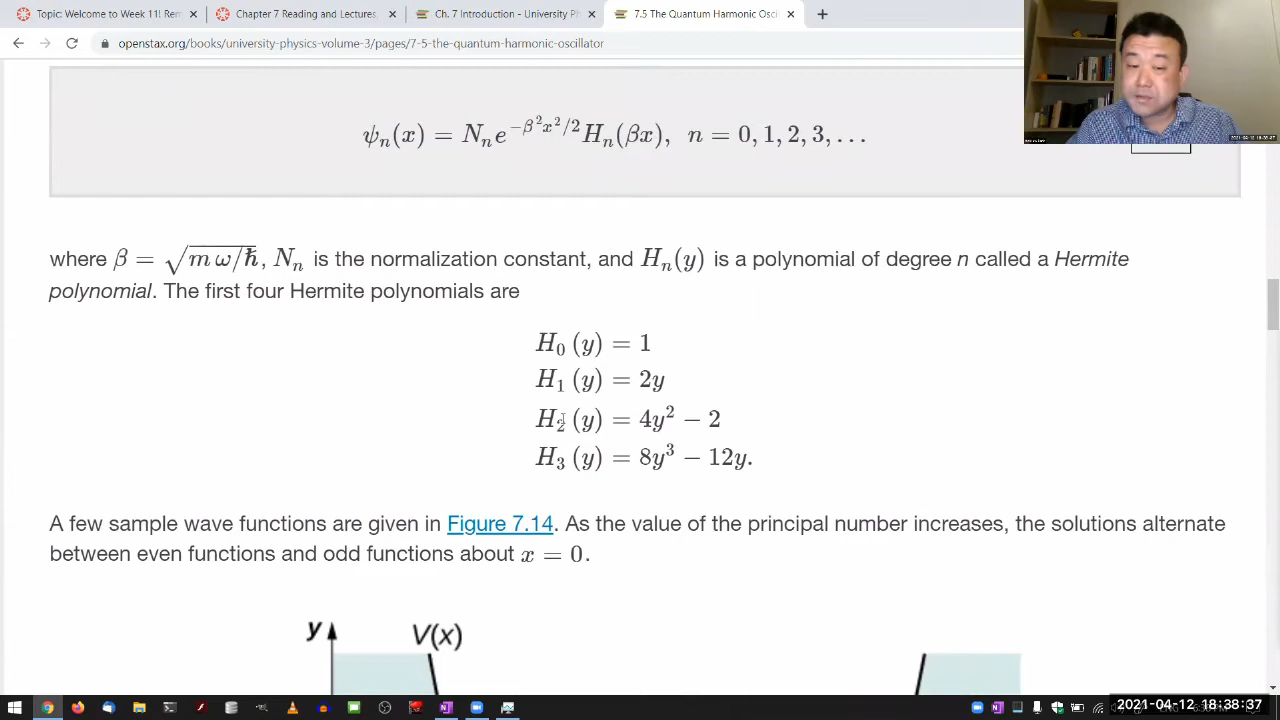 Topic: Welcome to Week 11! Rem
Chapter 7 Reading and Lectures
Ch. 7 Introduction - University Ph
7.5 The Quantum Harmonic Osci
openstax.org/books/university-physics-volume- 5-the-quantum-harmonic-oscillator
ψₙ(x) = Nₙe^(−β²x²/2)Hₙ(βx), n = 0, 1, 2, 3, . . .
where β = √(m ω/ħ), Nₙ is the normalization constant, and Hₙ(y) is a polynomial of degree n called a Hermite
polynomial. The first four Hermite polynomials are
H₀ (y) = 1
H₁ (y) = 2y
H₂ (y) = 4y² − 2
H₃ (y) = 8y³ − 12y.
A few sample wave functions are given in Figure 7.14. As the value of the principal number increases, the solutions alternate
between even functions and odd functions about x = 0.
y V(x)
2021-04-12 18:38:37